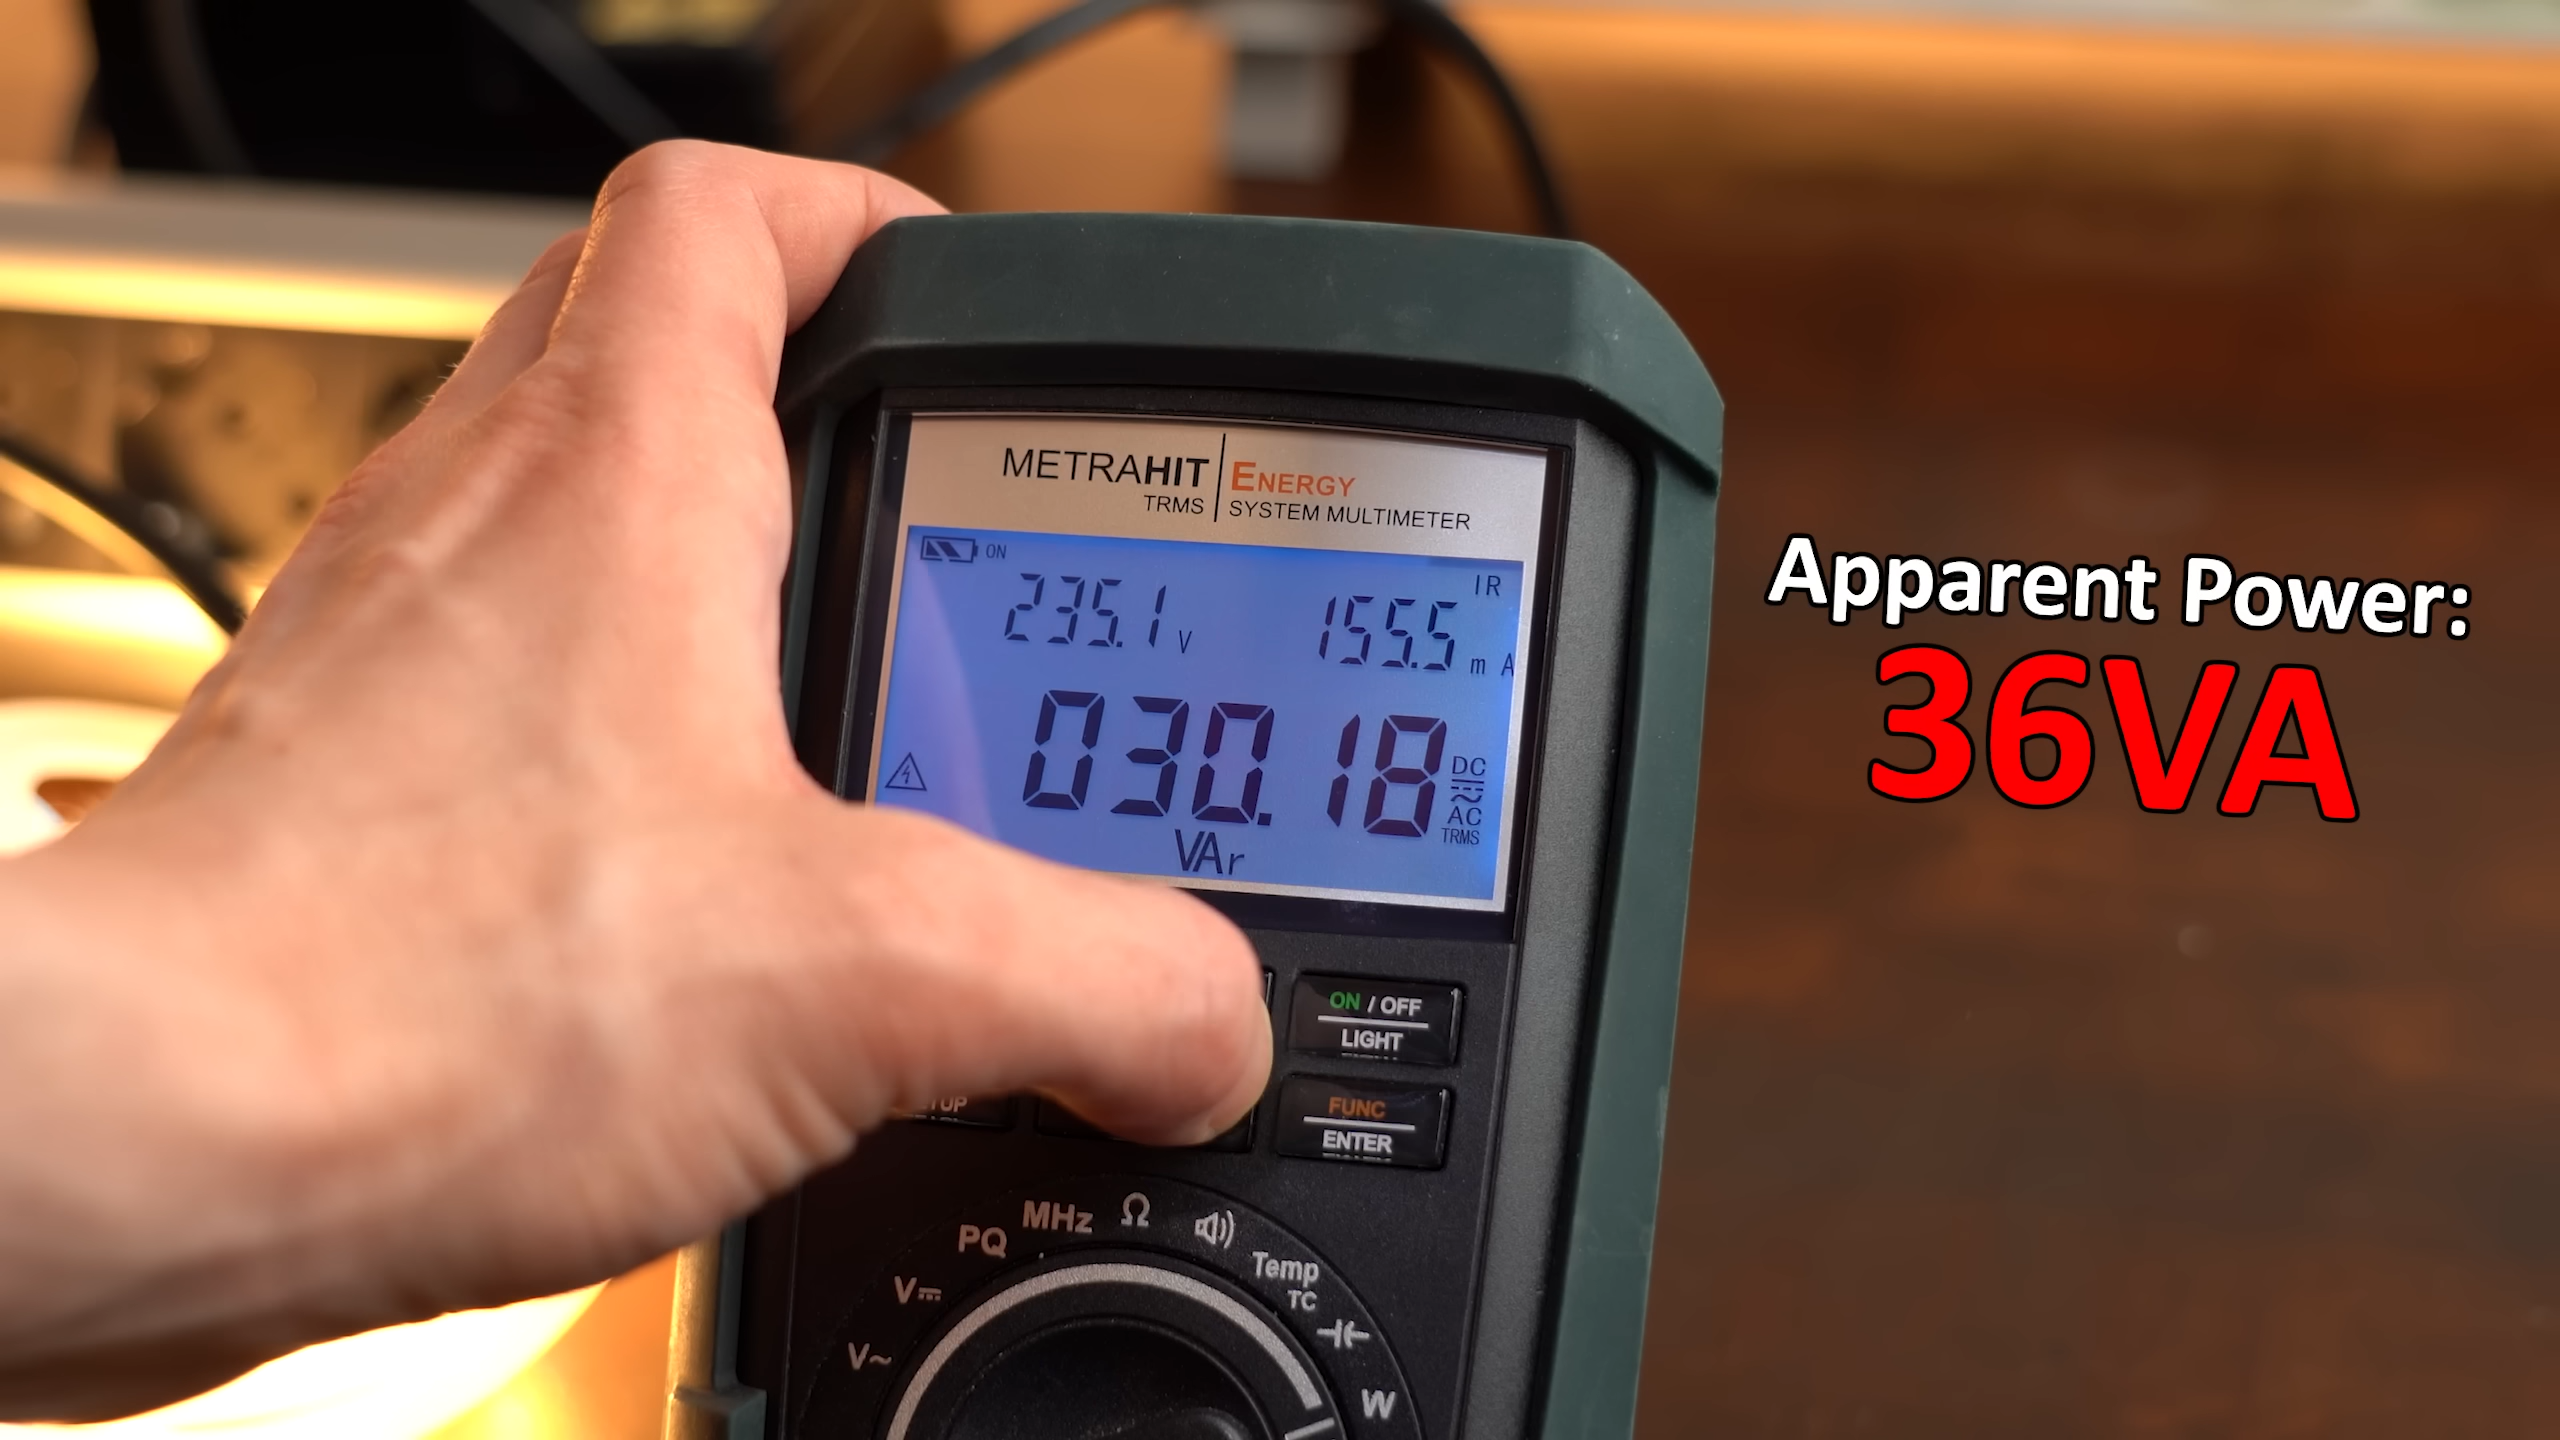 METRAHIT ENERGY
TRMS SYSTEM MULTIMETER
ON
IR
235.1 V 155.5 mA
030.18
DC
AC
TRMS
VAr
Apparent Power:
36VA
ON / OFF
LIGHT
FUNC
ENTER
V~
V
PQ
MHz
Ω
Temp
TC
W